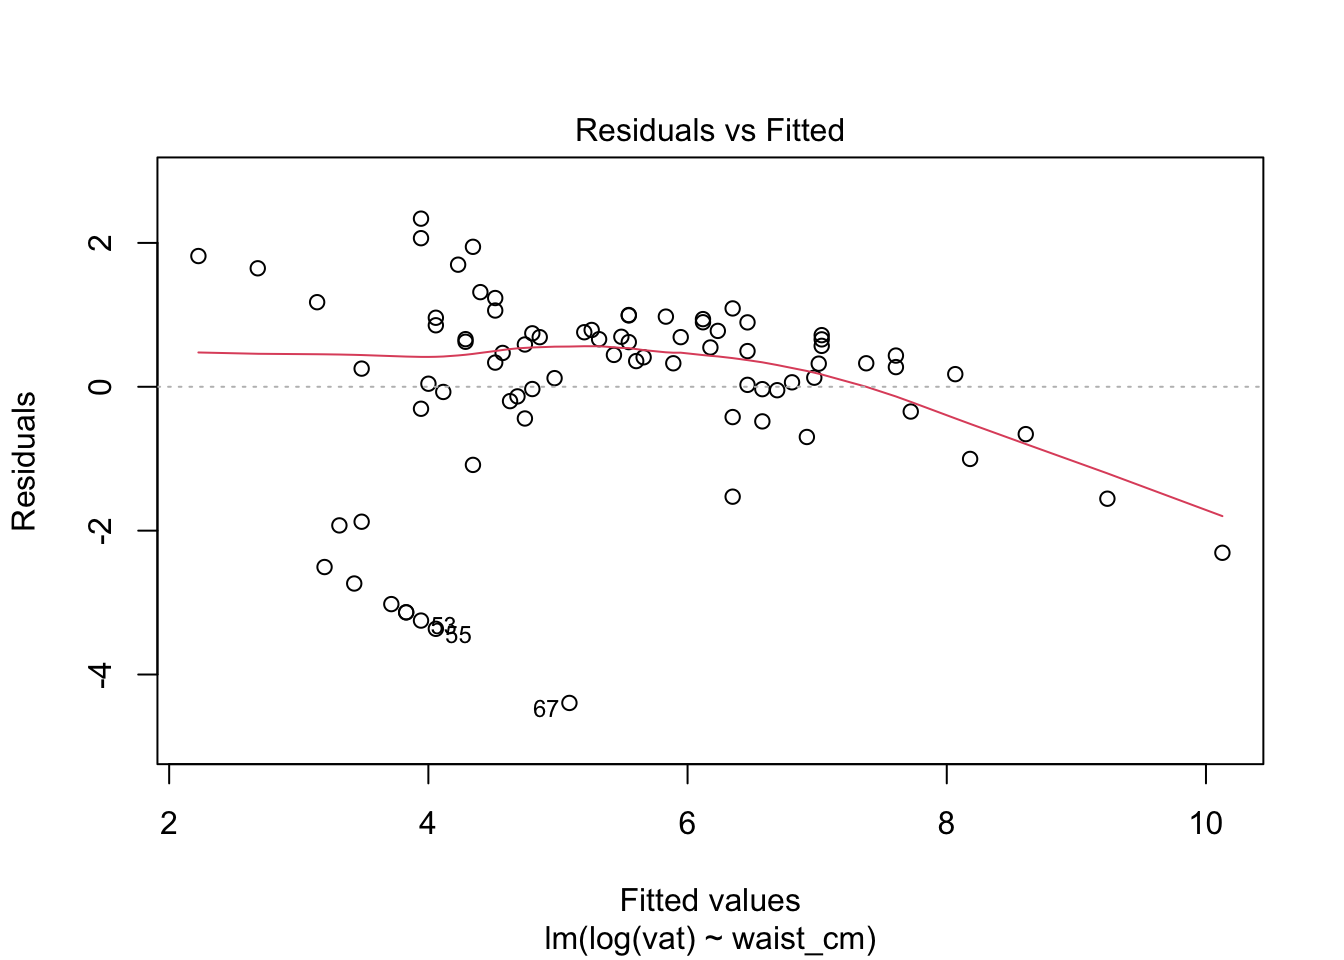 Residuals vs Fitted
Residuals
2
0
-2
-4
53
55
67
2 4 6 8 10
Fitted values
lm(log(vat) ~ waist_cm)